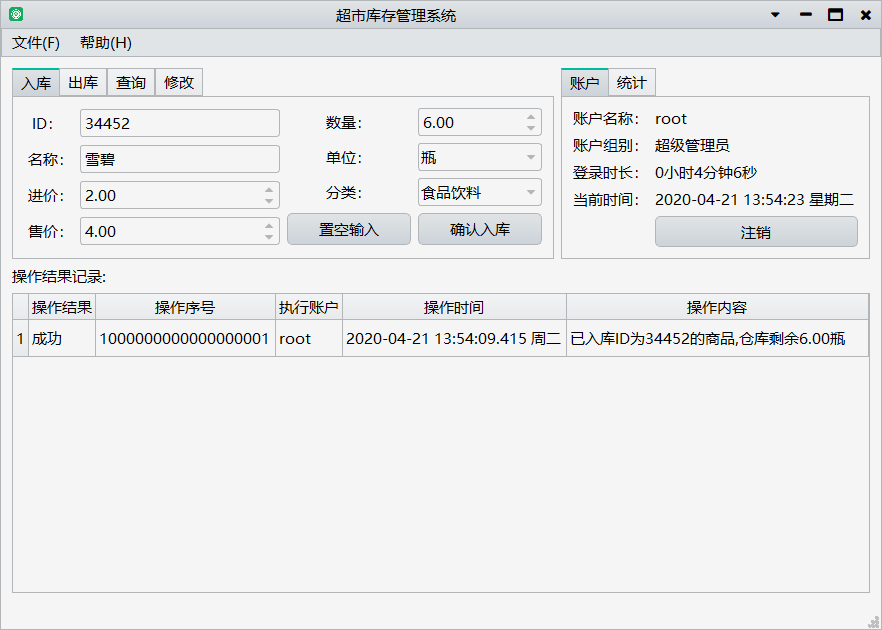 超市库存管理系统
文件(F) 帮助(H)
入库 出库 查询 修改
ID: 34452 数量: 6.00
名称: 雪碧 单位: 瓶
进价: 2.00 分类: 食品饮料
售价: 4.00 置空输入 确认入库
账户 统计
账户名称: root
账户组别: 超级管理员
登录时长: 0小时4分钟6秒
当前时间: 2020-04-21 13:54:23 星期二
注销
操作结果记录:
操作结果 操作序号 执行账户 操作时间 操作内容
1 成功 1000000000000000001 root 2020-04-21 13:54:09.415 周二 已入库ID为34452的商品,仓库剩余6.00瓶